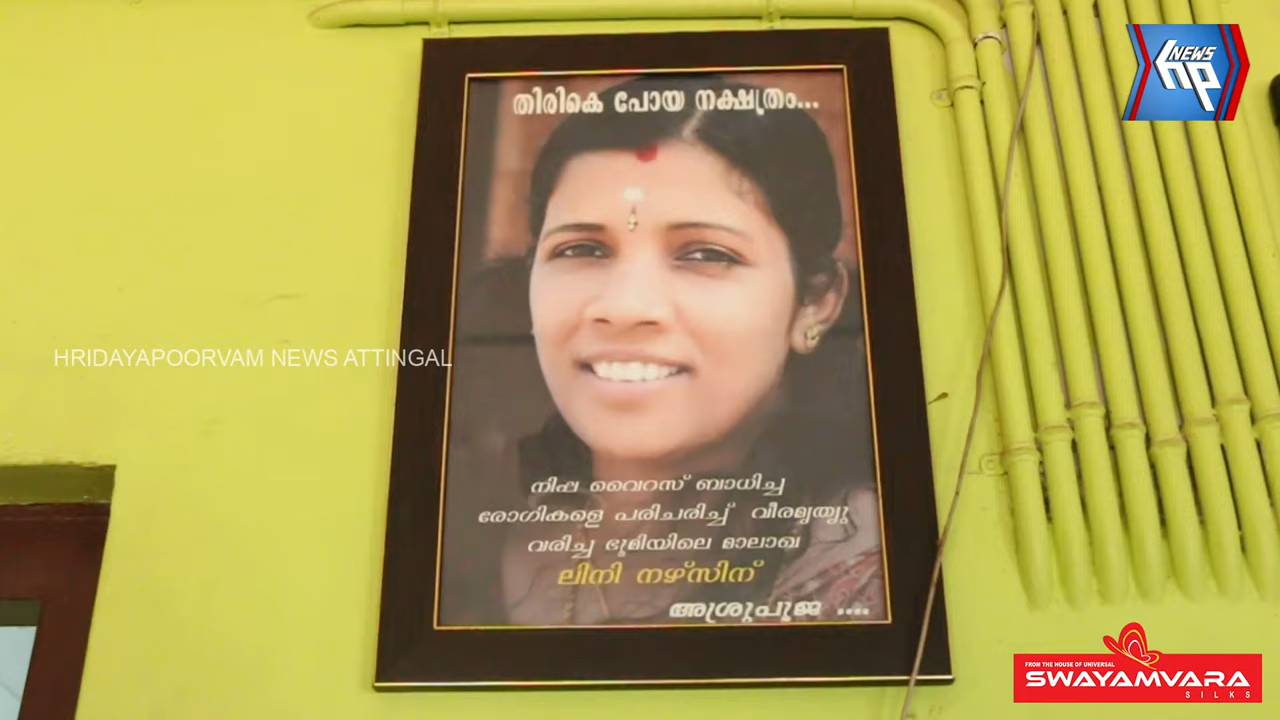 NEWS
hp
തിരികെ പോയ നക്ഷത്രം...
HRIDAYAPOORVAM NEWS ATTINGAL
നിപ്പ വൈറസ് ബാധിച്ച
രോഗികളെ പരിചരിച്ച് വീരമൃത്യു
വരിച്ച ഭൂമിയിലെ മാലാഖ
ലിനി നഴ്സിന്
അശ്രുപൂജ ....
FROM THE HOUSE OF UNIVERSAL
SWAYAMVARA
SILKS